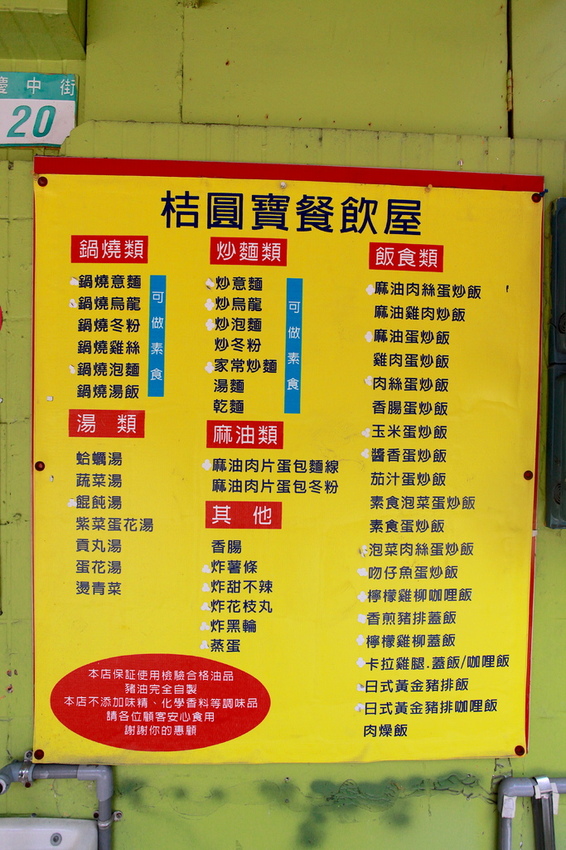 慶中街
20
桔圓寶餐飲屋
鍋燒類
鍋燒意麵
鍋燒烏龍
鍋燒冬粉
鍋燒雞絲
鍋燒泡麵
鍋燒湯飯
可做素食
湯 類
蛤蠣湯
蔬菜湯
餛飩湯
紫菜蛋花湯
貢丸湯
蛋花湯
燙青菜
炒麵類
炒意麵
炒烏龍
炒泡麵
炒冬粉
家常炒麵
湯麵
乾麵
可做素食
麻油類
麻油肉片蛋包麵線
麻油肉片蛋包冬粉
其 他
香腸
炸薯條
炸甜不辣
炸花枝丸
炸黑輪
蒸蛋
飯食類
麻油肉絲蛋炒飯
麻油雞肉炒飯
麻油蛋炒飯
雞肉蛋炒飯
肉絲蛋炒飯
香腸蛋炒飯
玉米蛋炒飯
醬香蛋炒飯
茄汁蛋炒飯
素食泡菜蛋炒飯
素食蛋炒飯
泡菜肉絲蛋炒飯
吻仔魚蛋炒飯
檸檬雞柳咖哩飯
香煎豬排蓋飯
檸檬雞柳蓋飯
卡拉雞腿.蓋飯/咖哩飯
日式黃金豬排飯
日式黃金豬排咖哩飯
肉燥飯
本店保証使用檢驗合格油品
豬油完全自製
本店不添加味精、化學香料等調味品
請各位顧客安心食用
謝謝你的惠顧